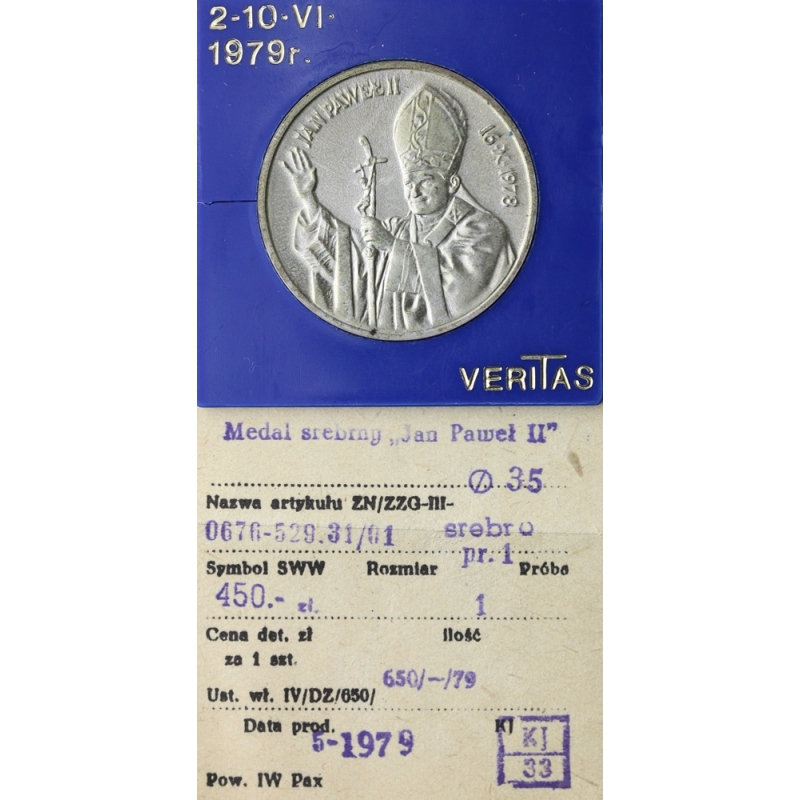 2-10·VI·
1979r.
JAN PAWEŁ II
16·X·1978
VERITAS
Medal srebrny „Jan Paweł II"
∅ 35
Nazwa artykułu ZN/ZZG-III-
0676-529.31/01 srebro
pr. 1
Symbol SWW Rozmiar Próba
450.- zł. 1
Cena det. zł ilość
za 1 szt.
650/-/79
Ust. wł. IV/DZ/650/
Data prod. KJ
5-1979
KJ
33
Pow. IW Pax